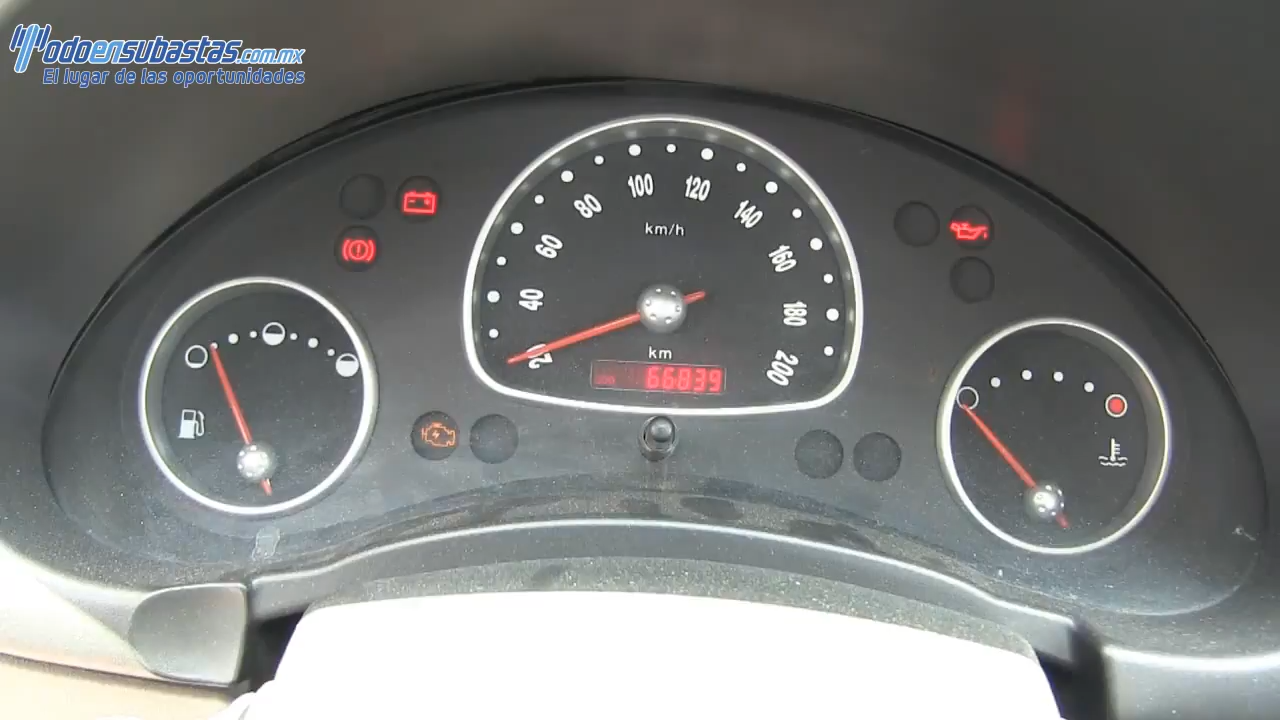 Todoensubastas.com.mx
El lugar de las oportunidades
100
120
80
140
km/h
60
160
40
180
km
20
200
66839